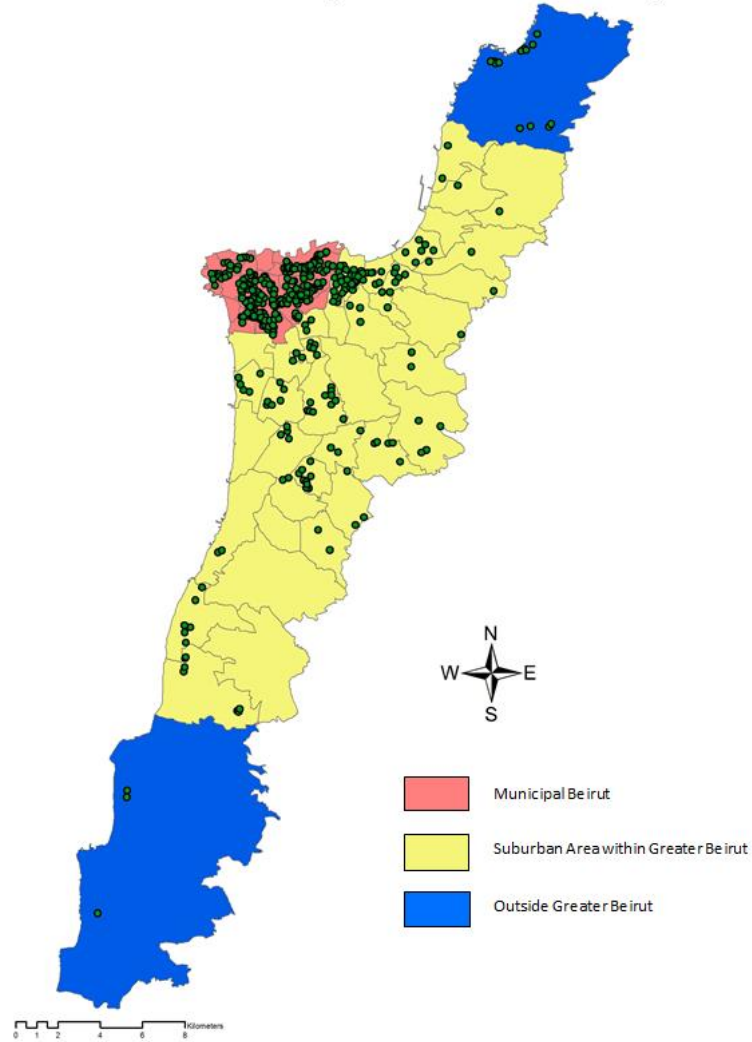 N
W E
S
Municipal Beirut
Suburban Area within Greater Beirut
Outside Greater Beirut
Kilometers
0 1 2 4 6 8